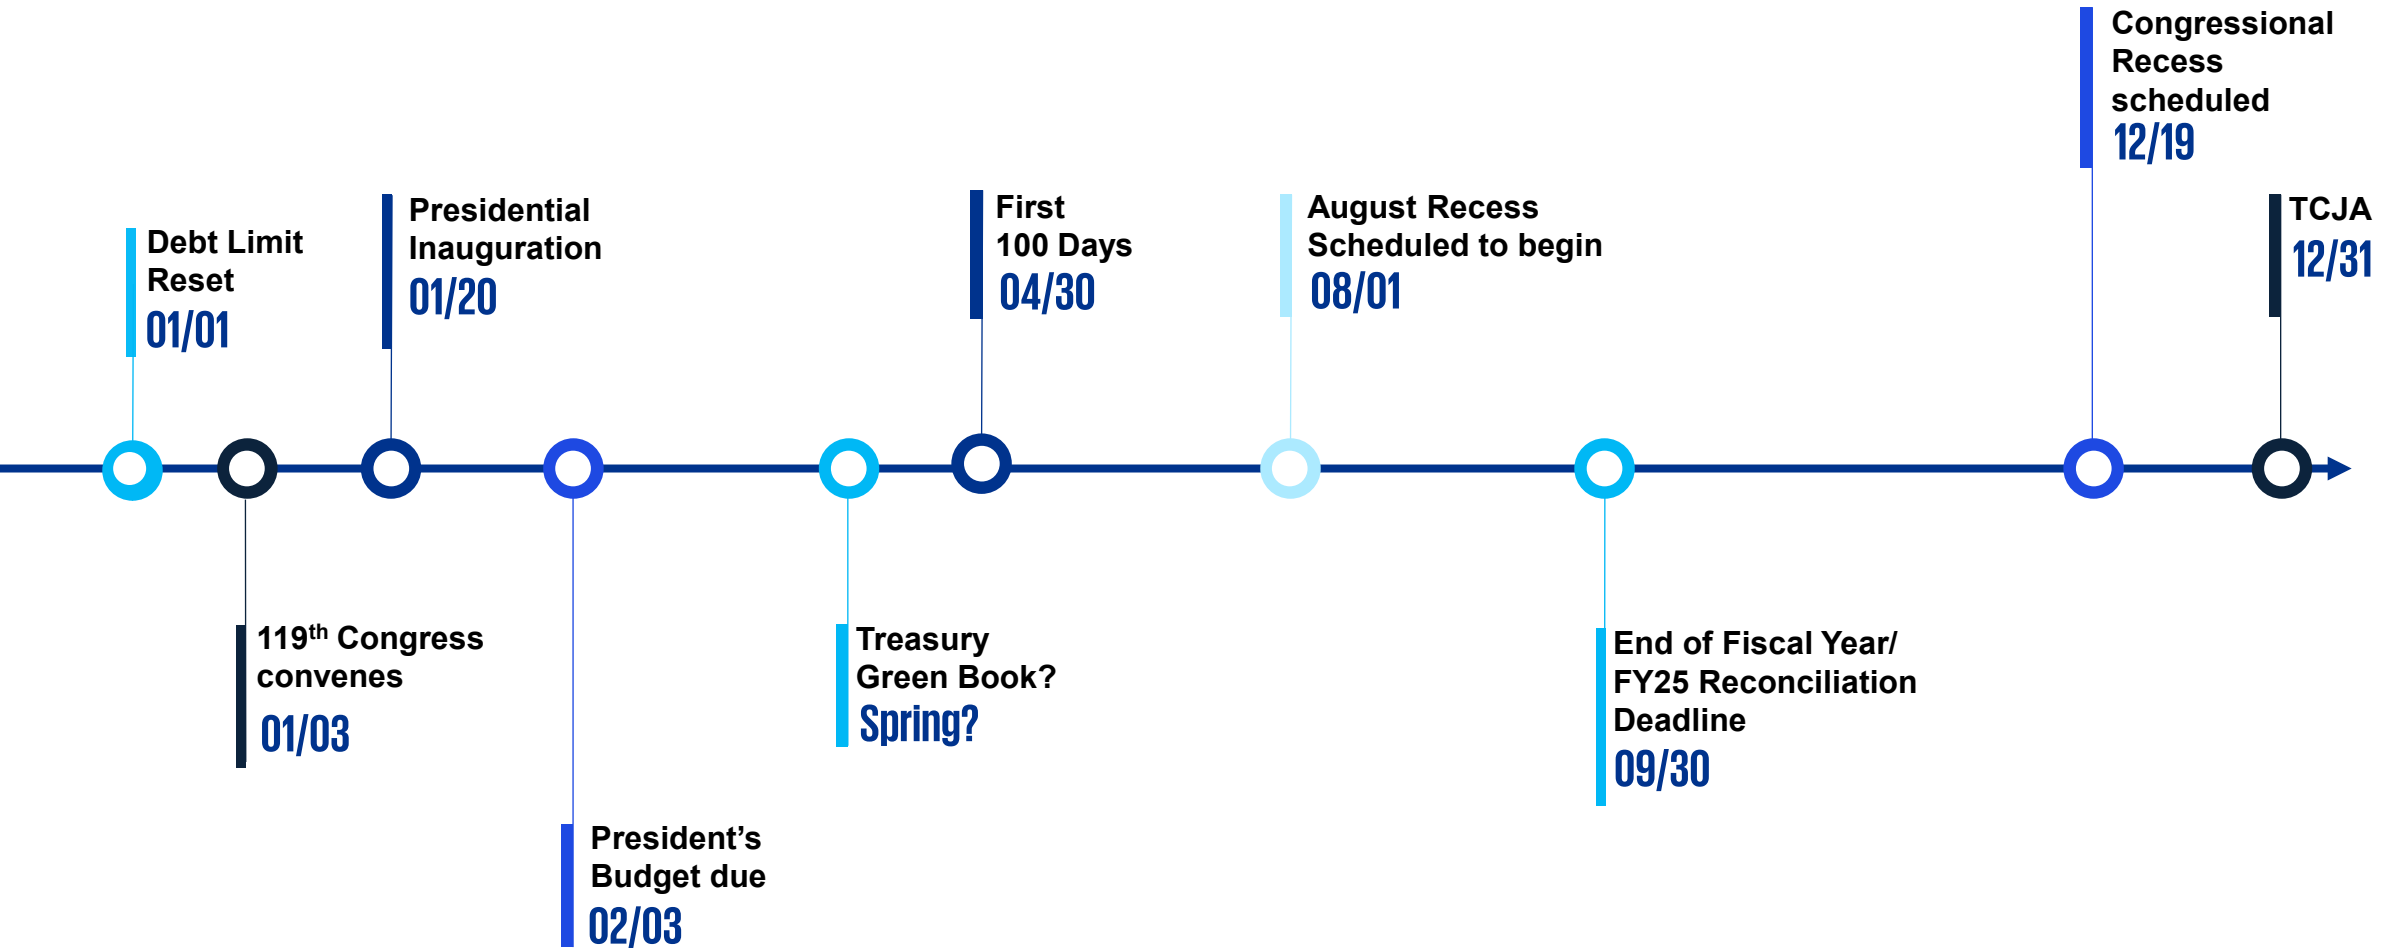 Debt Limit
Reset
01/01
119th Congress
convenes
01/03
Presidential
Inauguration
01/20
President’s
Budget due
02/03
Treasury
Green Book?
Spring?
First
100 Days
04/30
August Recess
Scheduled to begin
08/01
End of Fiscal Year/
FY25 Reconciliation
Deadline
09/30
Congressional
Recess
scheduled
12/19
TCJA
12/31